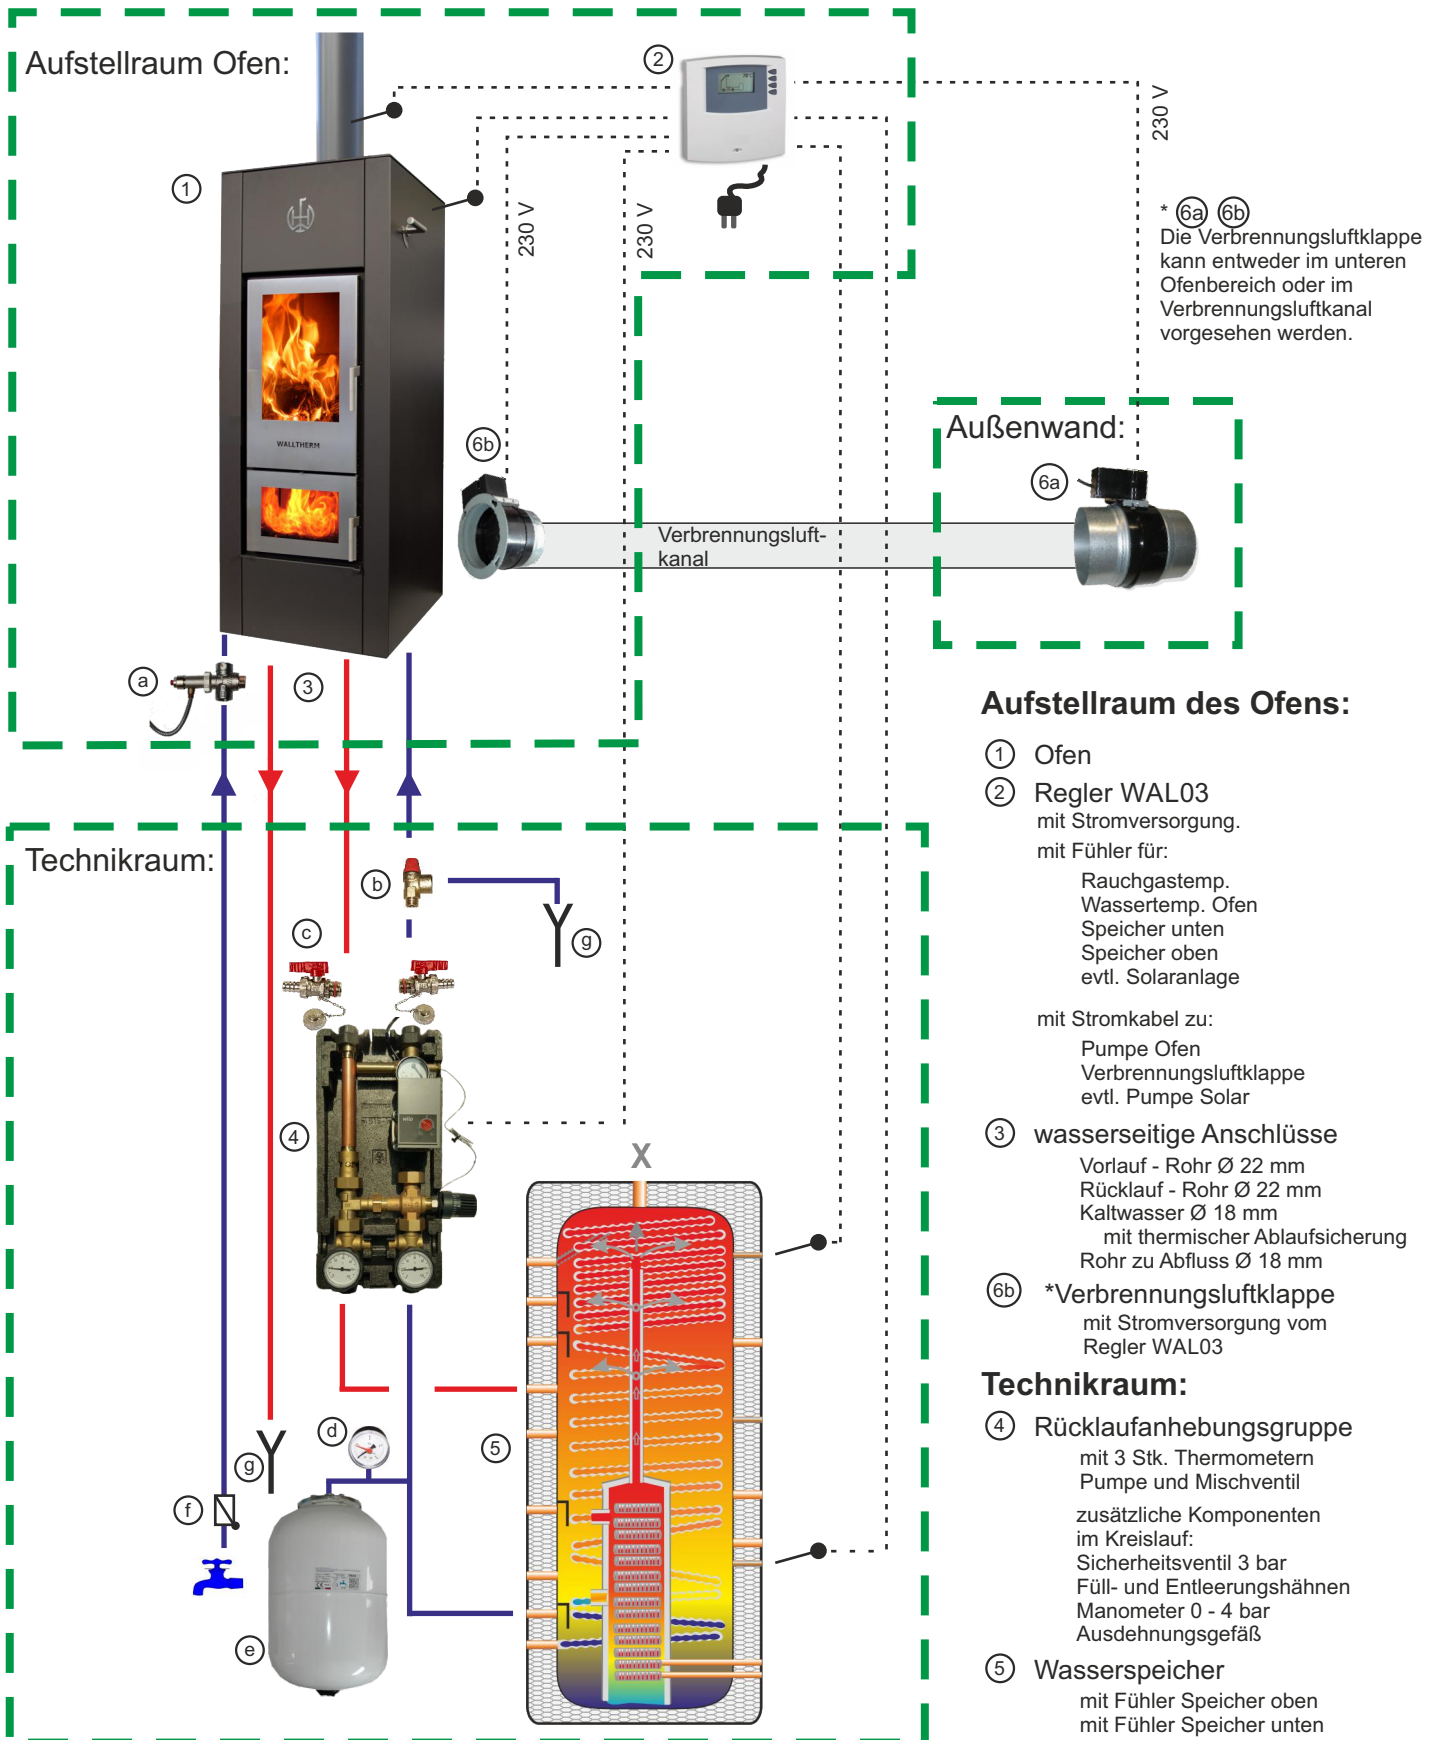 Aufstellraum Ofen:
2
1
230 V
230 V
230 V
* 6a 6b
Die Verbrennungsluftklappe
kann entweder im unteren
Ofenbereich oder im
Verbrennungsluftkanal
vorgesehen werden.
WALLTHERM
6b
Außenwand:
6a
Verbrennungsluft-
kanal
a
3
Technikraum:
b
c
g
4
X
d
5
g
f
e
Aufstellraum des Ofens:
1 Ofen
2 Regler WAL03
mit Stromversorgung.
mit Fühler für:
Rauchgastemp.
Wassertemp. Ofen
Speicher unten
Speicher oben
evtl. Solaranlage
mit Stromkabel zu:
Pumpe Ofen
Verbrennungsluftklappe
evtl. Pumpe Solar
3 wasserseitige Anschlüsse
Vorlauf - Rohr Ø 22 mm
Rücklauf - Rohr Ø 22 mm
Kaltwasser Ø 18 mm
mit thermischer Ablaufsicherung
Rohr zu Abfluss Ø 18 mm
6b *Verbrennungsluftklappe
mit Stromversorgung vom
Regler WAL03
Technikraum:
4 Rücklaufanhebungsgruppe
mit 3 Stk. Thermometern
Pumpe und Mischventil
zusätzliche Komponenten
im Kreislauf:
Sicherheitsventil 3 bar
Füll- und Entleerungshähnen
Manometer 0 - 4 bar
Ausdehnungsgefäß
5 Wasserspeicher
mit Fühler Speicher oben
mit Fühler Speicher unten